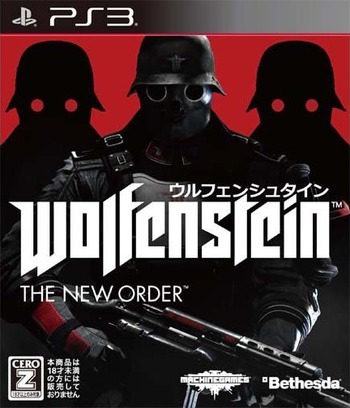 PS3
ウルフェンシュタイン
Wolfenstein™
THE NEW ORDER™
CERO
Z
本商品は
18才未満
の方には
販売して
おりません
MACHINEGAMES
Bethesda